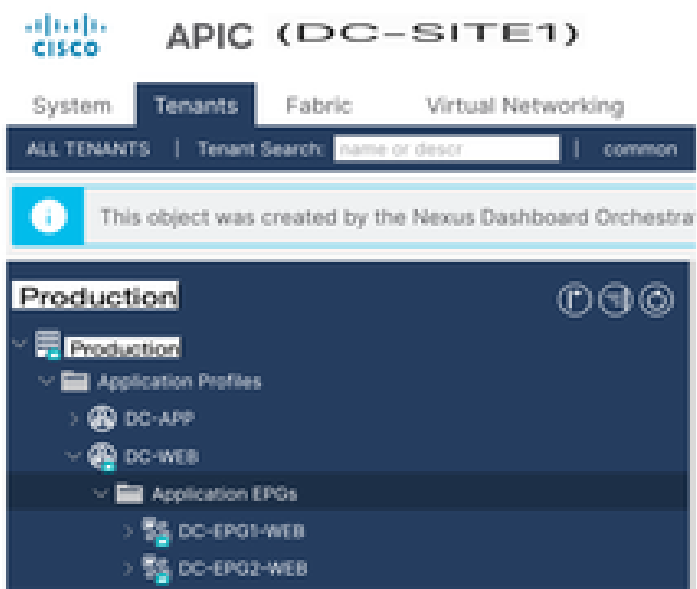 CISCO APIC (DC-SITE1)
System Tenants Fabric Virtual Networking
ALL TENANTS | Tenant Search: name or descr | common
This object was created by the Nexus Dashboard Orchestra
Production
Production
Application Profiles
DC-APP
DC-WEB
Application EPGs
DC-EPG1-WEB
DC-EPG2-WEB